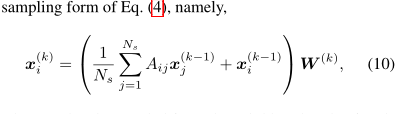 sampling form of Eq. (4), namely,
x_i^{(k)} = \left( \frac{1}{N_s} \sum_{j=1}^{N_s} A_{ij} x_j^{(k-1)} + x_i^{(k-1)} \right) W^{(k)}, (10)